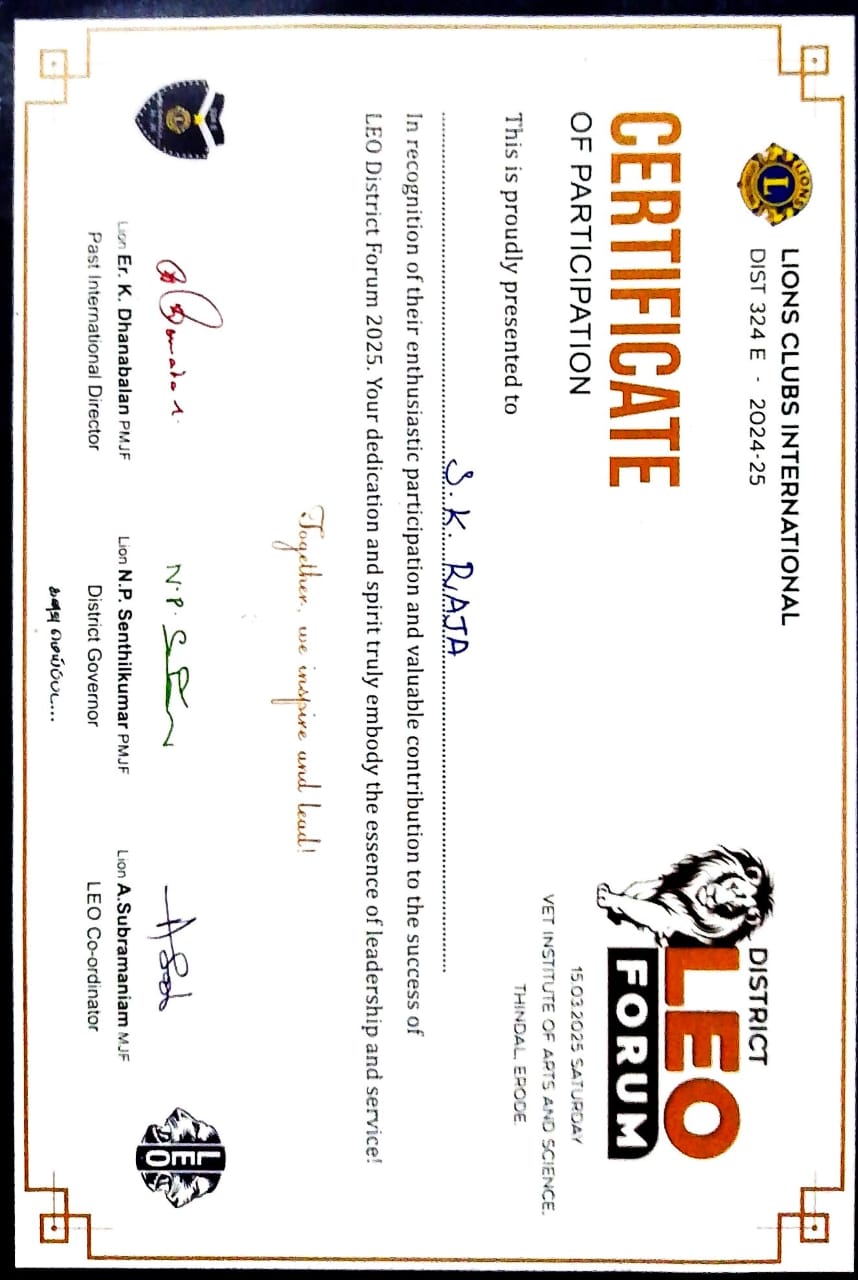 LIONS CLUBS INTERNATIONAL
DIST 324 E - 2024-25
DISTRICT
LEO
FORUM
15.03.2025 SATURDAY
VET INSTITUTE OF ARTS AND SCIENCE,
THINDAL, ERODE.
CERTIFICATE
OF PARTICIPATION
This is proudly presented to
S.K. RAJA
In recognition of their enthusiastic participation and valuable contribution to the success of
LEO District Forum 2025. Your dedication and spirit truly embody the essence of leadership and service!
Together, we inspire and lead!
N.P.
Lion Er. K. Dhanabalan PMJF
Past International Director
Lion N.P. Senthilkumar PMJF
District Governor
Lion A.Subramaniam MJF
LEO Co-ordinator
LIONS
L
LEO